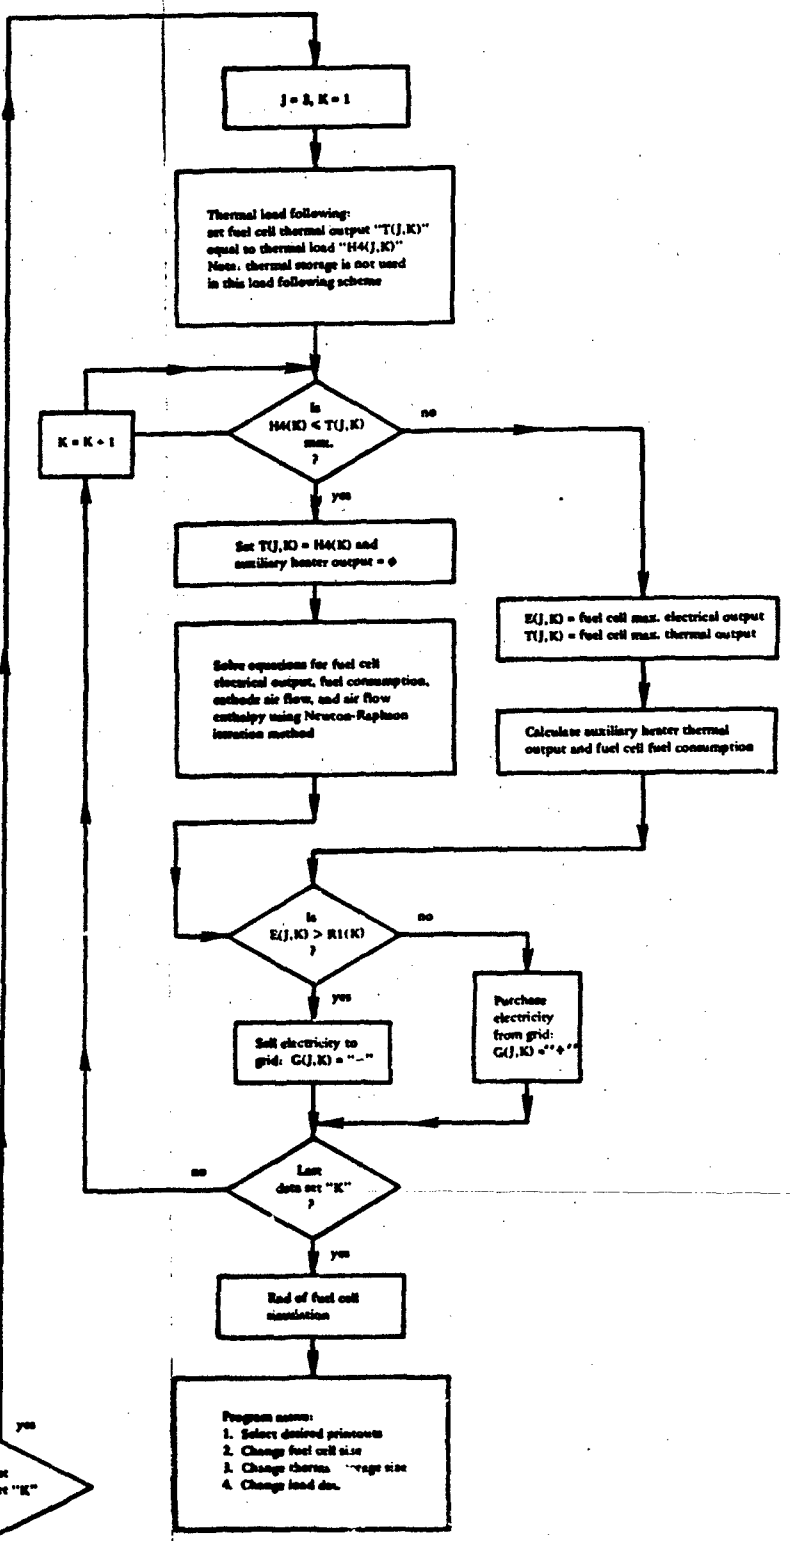 J = 3, K = 1
Thermal load following:
set fuel cell thermal output "T(J,K)"
equal to thermal load "H4(J,K)"
Note: thermal storage is not used
in this load following scheme
Is
H4(K) < T(J,K)
max.
?
no
K = K + 1
yes
Set T(J,K) = H4(K) and
auxiliary heater output = ϕ
E(J,K) = fuel cell max. electrical output
T(J,K) = fuel cell max. thermal output
Solve equations for fuel cell
electrical output, fuel consumption,
cathode air flow, and air flow
enthalpy using Newton-Raphson
iteration method
Calculate auxiliary heater thermal
output and fuel cell fuel consumption
Is
E(J,K) > R1(K)
?
no
yes
Purchase
electricity
from grid:
G(J,K) = "+"
Sell electricity to
grid: G(J,K) = "−"
no
Last
data set "K"
?
yes
End of fuel cell
simulation
Program menu:
1. Select desired printouts
2. Change fuel cell size
3. Change size
4. Change load
yes
"K"